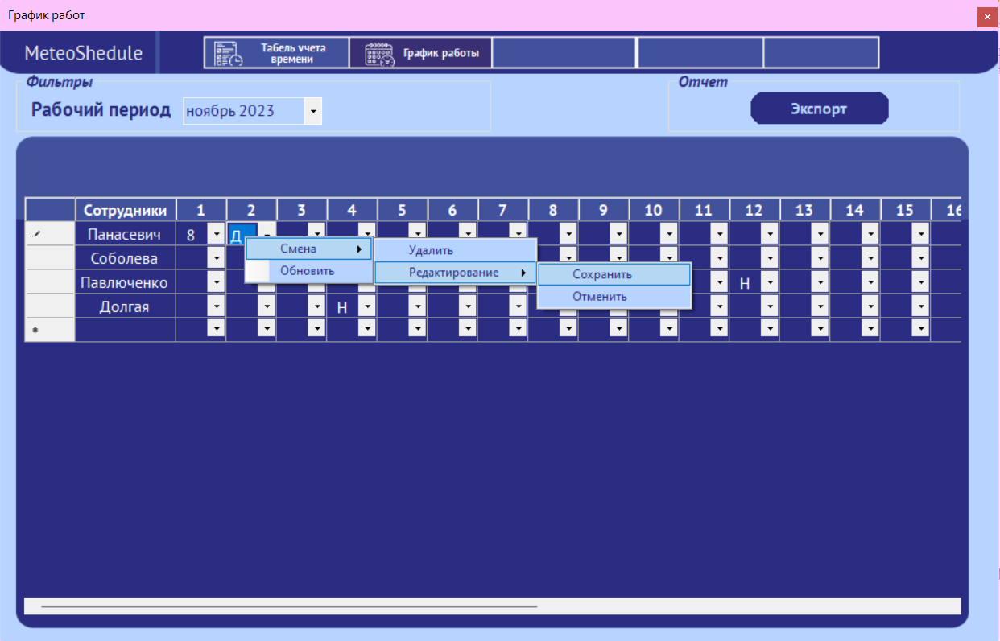 График работ
MeteoShedule
Табель учета
времени
График работы
Фильтры
Отчет
Рабочий период ноябрь 2023
Экспорт
Сотрудники 1 2 3 4 5 6 7 8 9 10 11 12 13 14 15 16
Панасевич 8 Д
Смена Удалить
Соболева
Обновить Редактирование Сохранить
Павлюченко Н
Отменить
Долгая Н